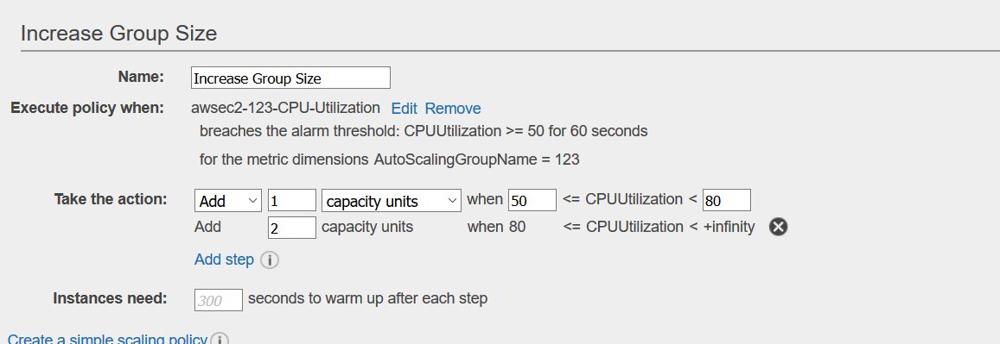 Increase Group Size
Name: Increase Group Size
Execute policy when: awsec2-123-CPU-Utilization Edit Remove
breaches the alarm threshold: CPUUtilization >= 50 for 60 seconds
for the metric dimensions AutoScalingGroupName = 123
Take the action: Add 1 capacity units when 50 <= CPUUtilization < 80
Add 2 capacity units when 80 <= CPUUtilization < +infinity
Add step i
Instances need: 300 seconds to warm up after each step
Create a simple scaling policy i